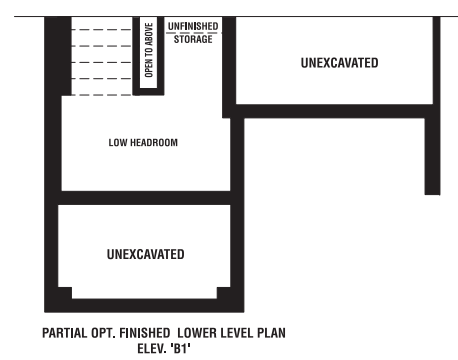 UNFINISHED
STORAGE
OPEN TO ABOVE
UNEXCAVATED
LOW HEADROOM
UNEXCAVATED
PARTIAL OPT. FINISHED LOWER LEVEL PLAN
ELEV. 'B1'